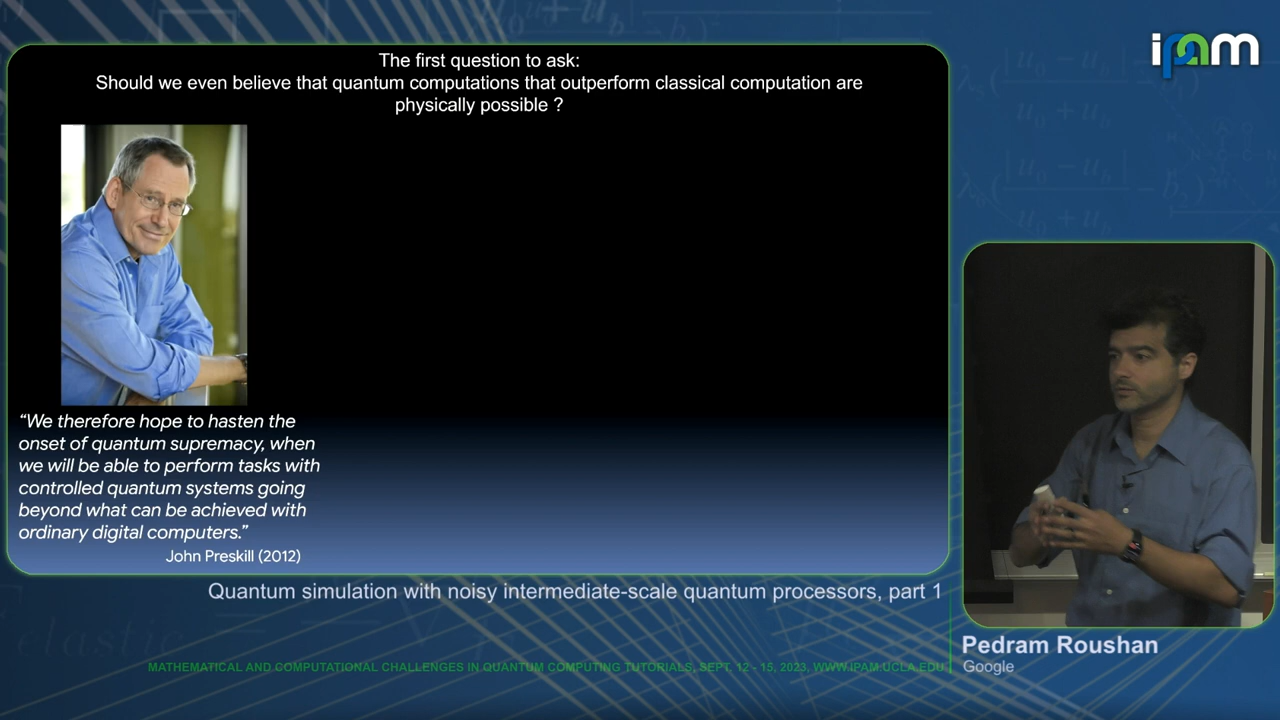 The first question to ask:
Should we even believe that quantum computations that outperform classical computation are
physically possible ?
“We therefore hope to hasten the
onset of quantum supremacy, when
we will be able to perform tasks with
controlled quantum systems going
beyond what can be achieved with
ordinary digital computers.”
John Preskill (2012)
ipam
Quantum simulation with noisy intermediate-scale quantum processors, part 1
Pedram Roushan
Google
MATHEMATICAL AND COMPUTATIONAL CHALLENGES IN QUANTUM COMPUTING TUTORIALS, SEPT. 12 - 15, 2023, WWW.IPAM.UCLA.EDU